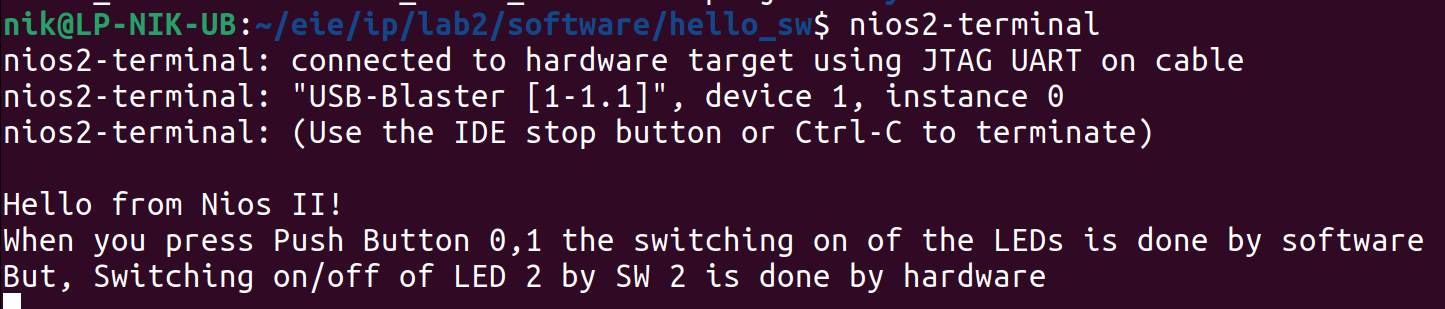 nik@LP-NIK-UB:~/eie/ip/lab2/software/hello_sw$ nios2-terminal
nios2-terminal: connected to hardware target using JTAG UART on cable
nios2-terminal: "USB-Blaster [1-1.1]", device 1, instance 0
nios2-terminal: (Use the IDE stop button or Ctrl-C to terminate)
Hello from Nios II!
When you press Push Button 0,1 the switching on of the LEDs is done by software
But, Switching on/off of LED 2 by SW 2 is done by hardware